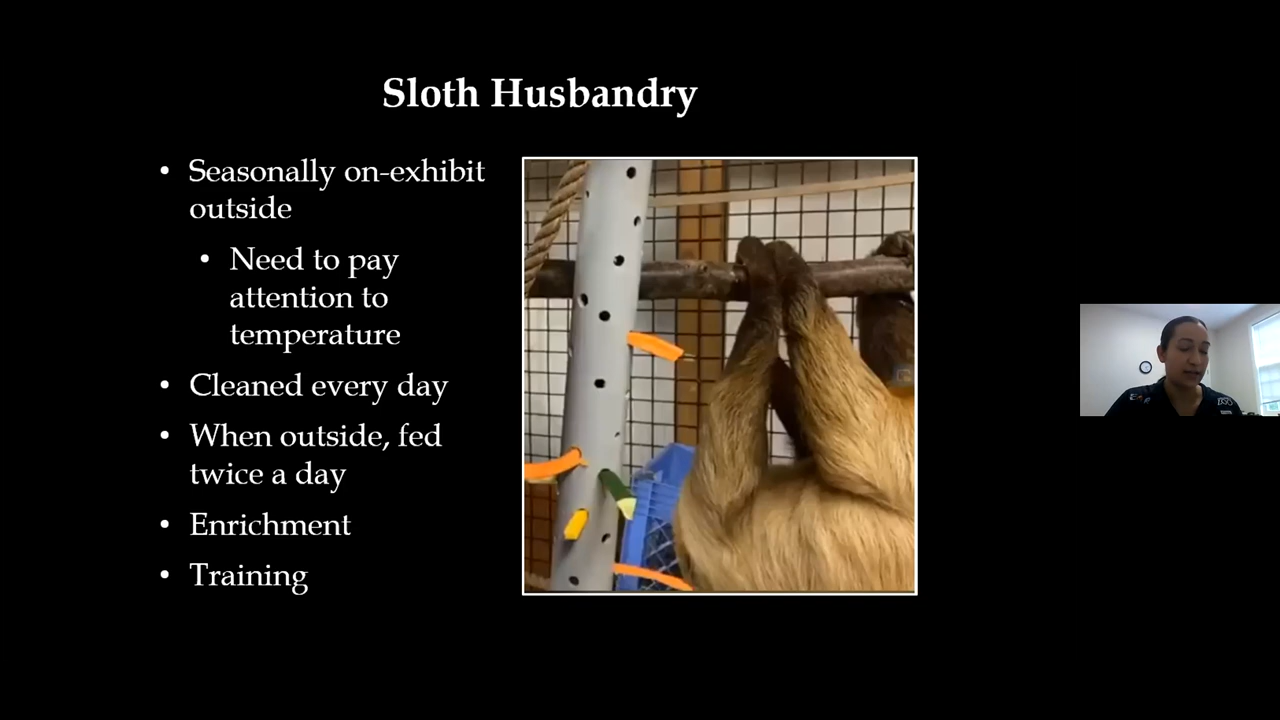 Sloth Husbandry
• Seasonally on-exhibit
outside
• Need to pay
attention to
temperature
• Cleaned every day
• When outside, fed
twice a day
• Enrichment
• Training